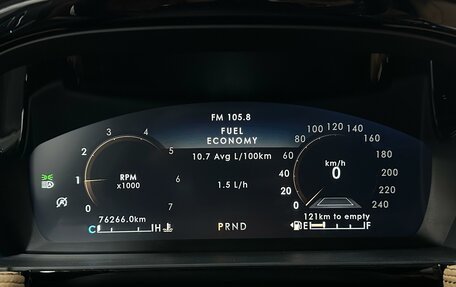 FM 105.8
FUEL
ECONOMY
10.7 Avg L/100km
1.5 L/h
0 1 2 3 4 5 6 7
RPM
x1000
76266.0km
C H
PRND
0 20 40 60 80 100 120 140 160 180 200 220 240
km/h
0
121km to empty
E F
A